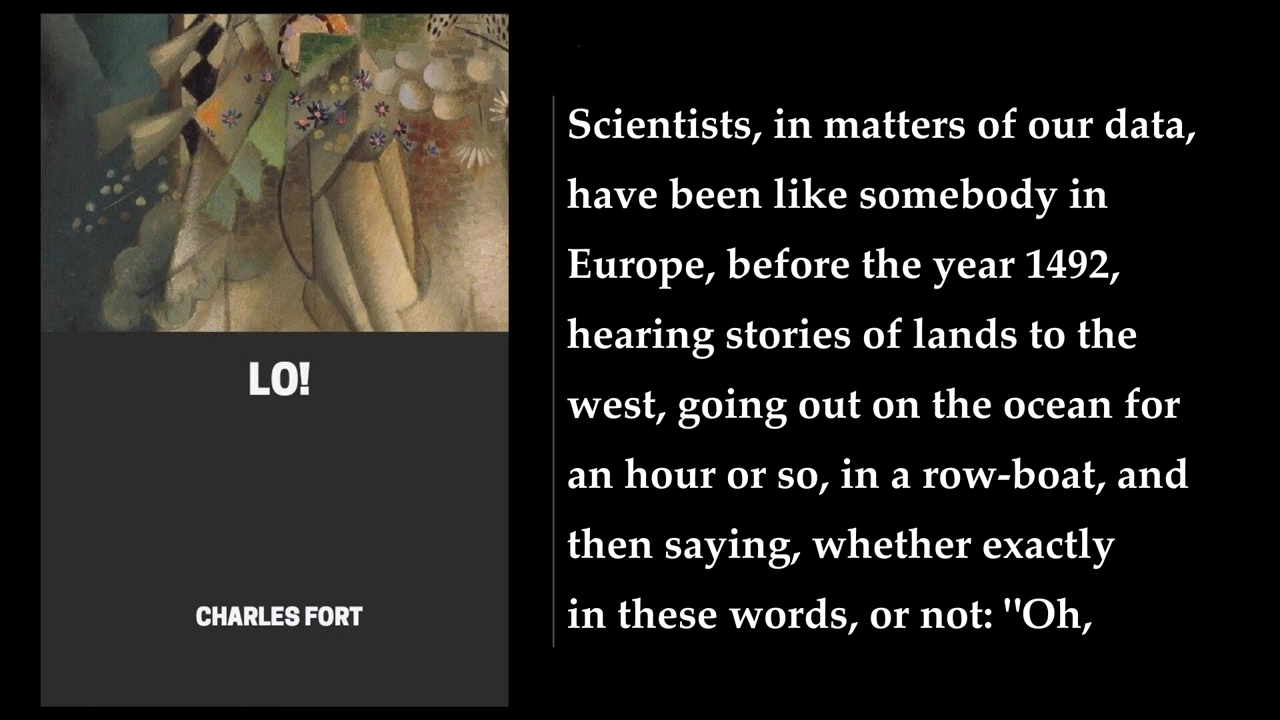 LO!
CHARLES FORT
Scientists, in matters of our data,
have been like somebody in
Europe, before the year 1492,
hearing stories of lands to the
west, going out on the ocean for
an hour or so, in a row-boat, and
then saying, whether exactly
in these words, or not: "Oh,